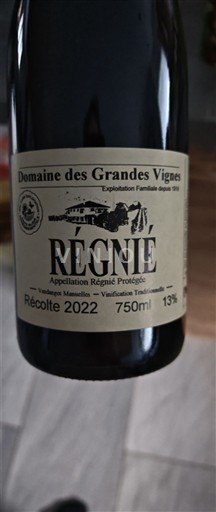 Domaine des Grandes Vignes
Exploitation Familiale depuis
RÉGNIÉ
VINICOU
Appellation Régnié Protégée
Vendanges Manuelles — Vinification Traditionnelle
Récolte 2022 750ml 13%